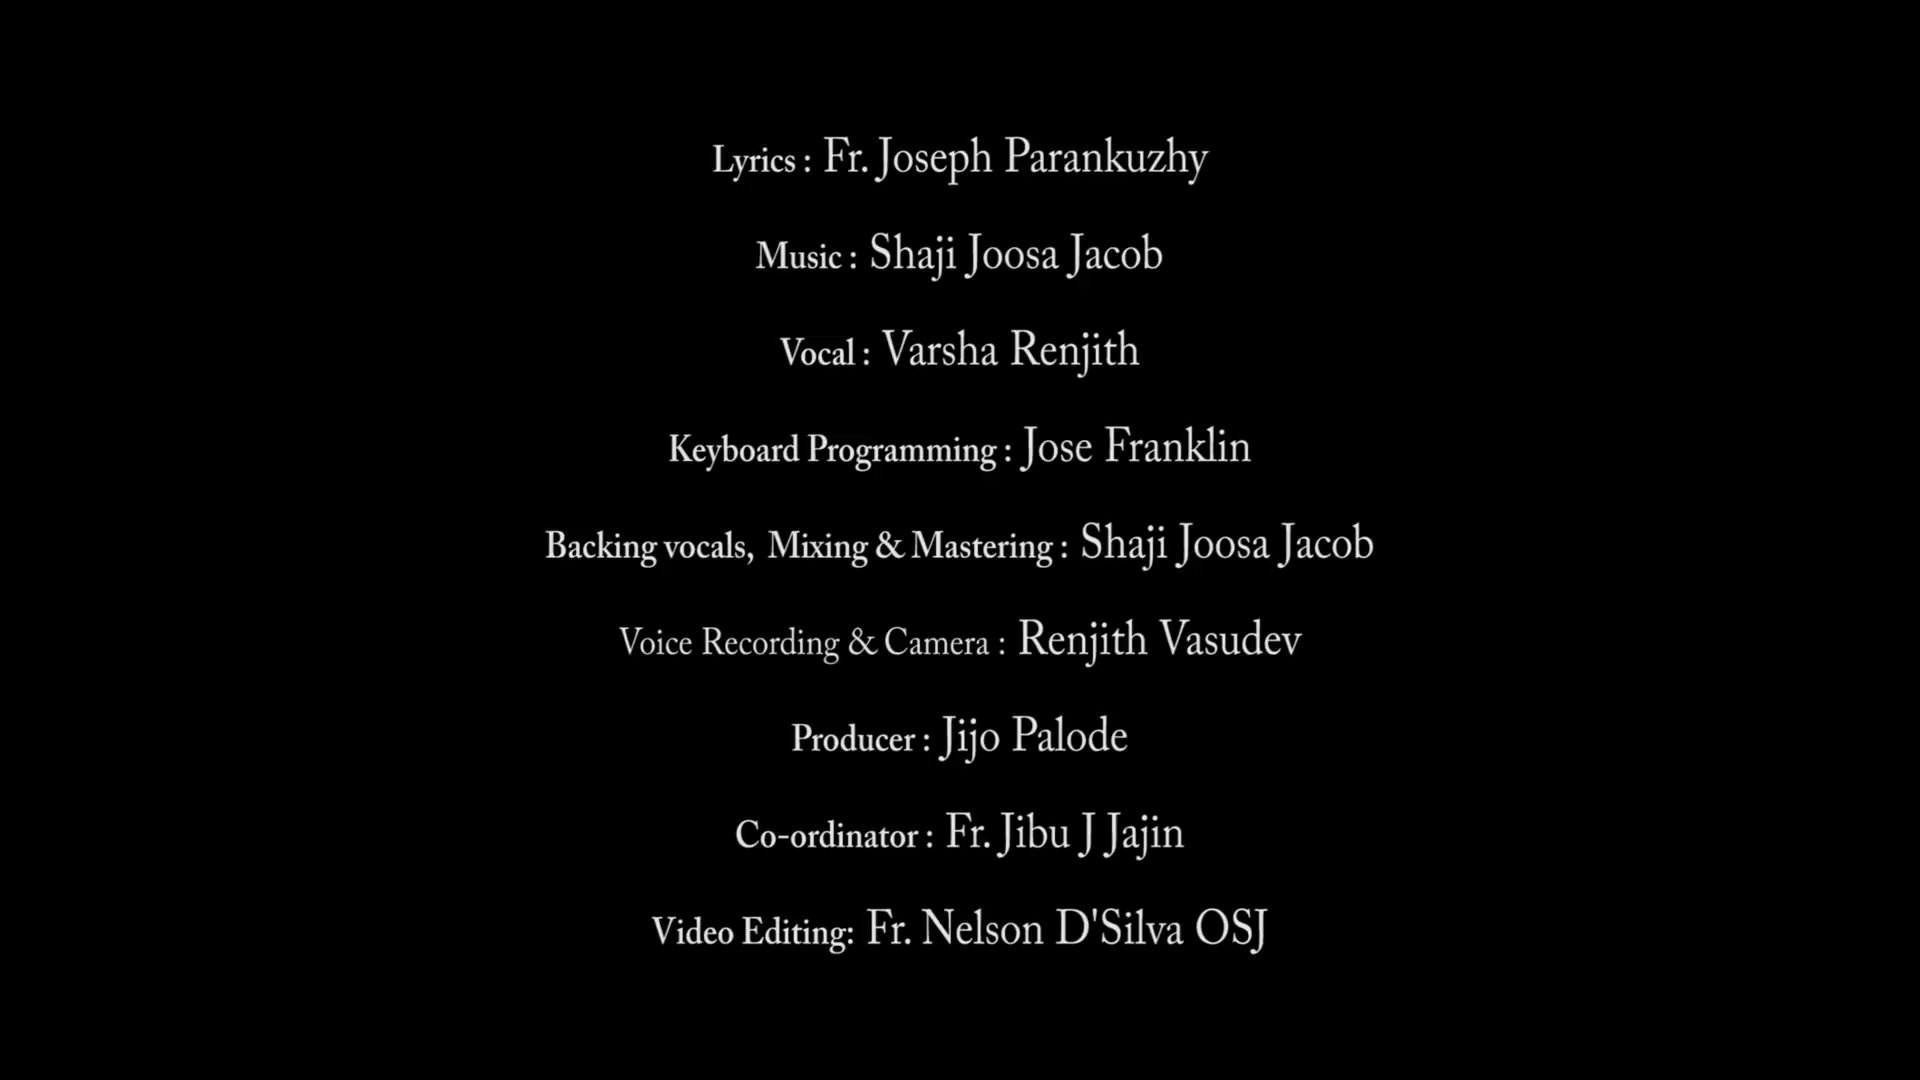 Lyrics : Fr. Joseph Parankuzhy
Music : Shaji Joosa Jacob
Vocal : Varsha Renjith
Keyboard Programming : Jose Franklin
Backing vocals, Mixing & Mastering : Shaji Joosa Jacob
Voice Recording & Camera : Renjith Vasudev
Producer : Jijo Palode
Co-ordinator : Fr. Jibu J Jajin
Video Editing: Fr. Nelson D'Silva OSJ